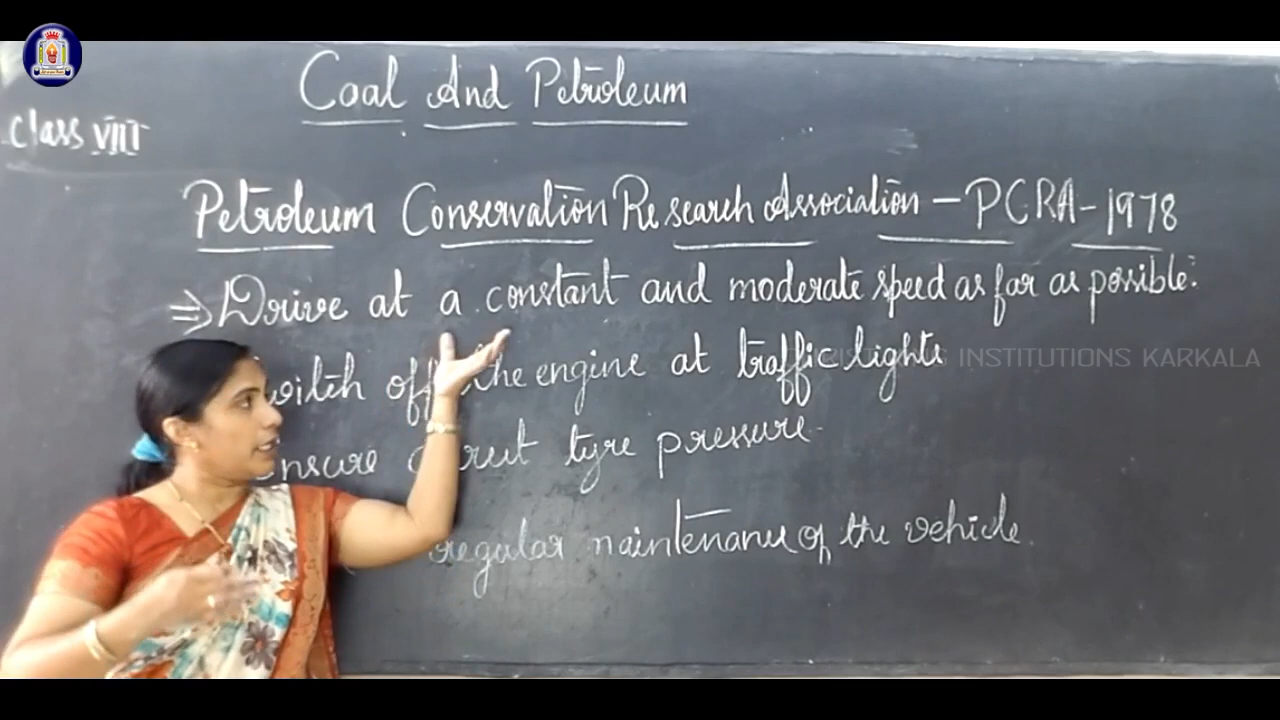 Coal And Petroleum
Class VIII
Petroleum Conservation Research Association – PCRA – 1978
⇒ Drive at a constant and moderate speed as far as possible.
the engine at traffic lights
tyre pressure.
regular maintenance of the vehicle
INSTITUTIONS KARKALA